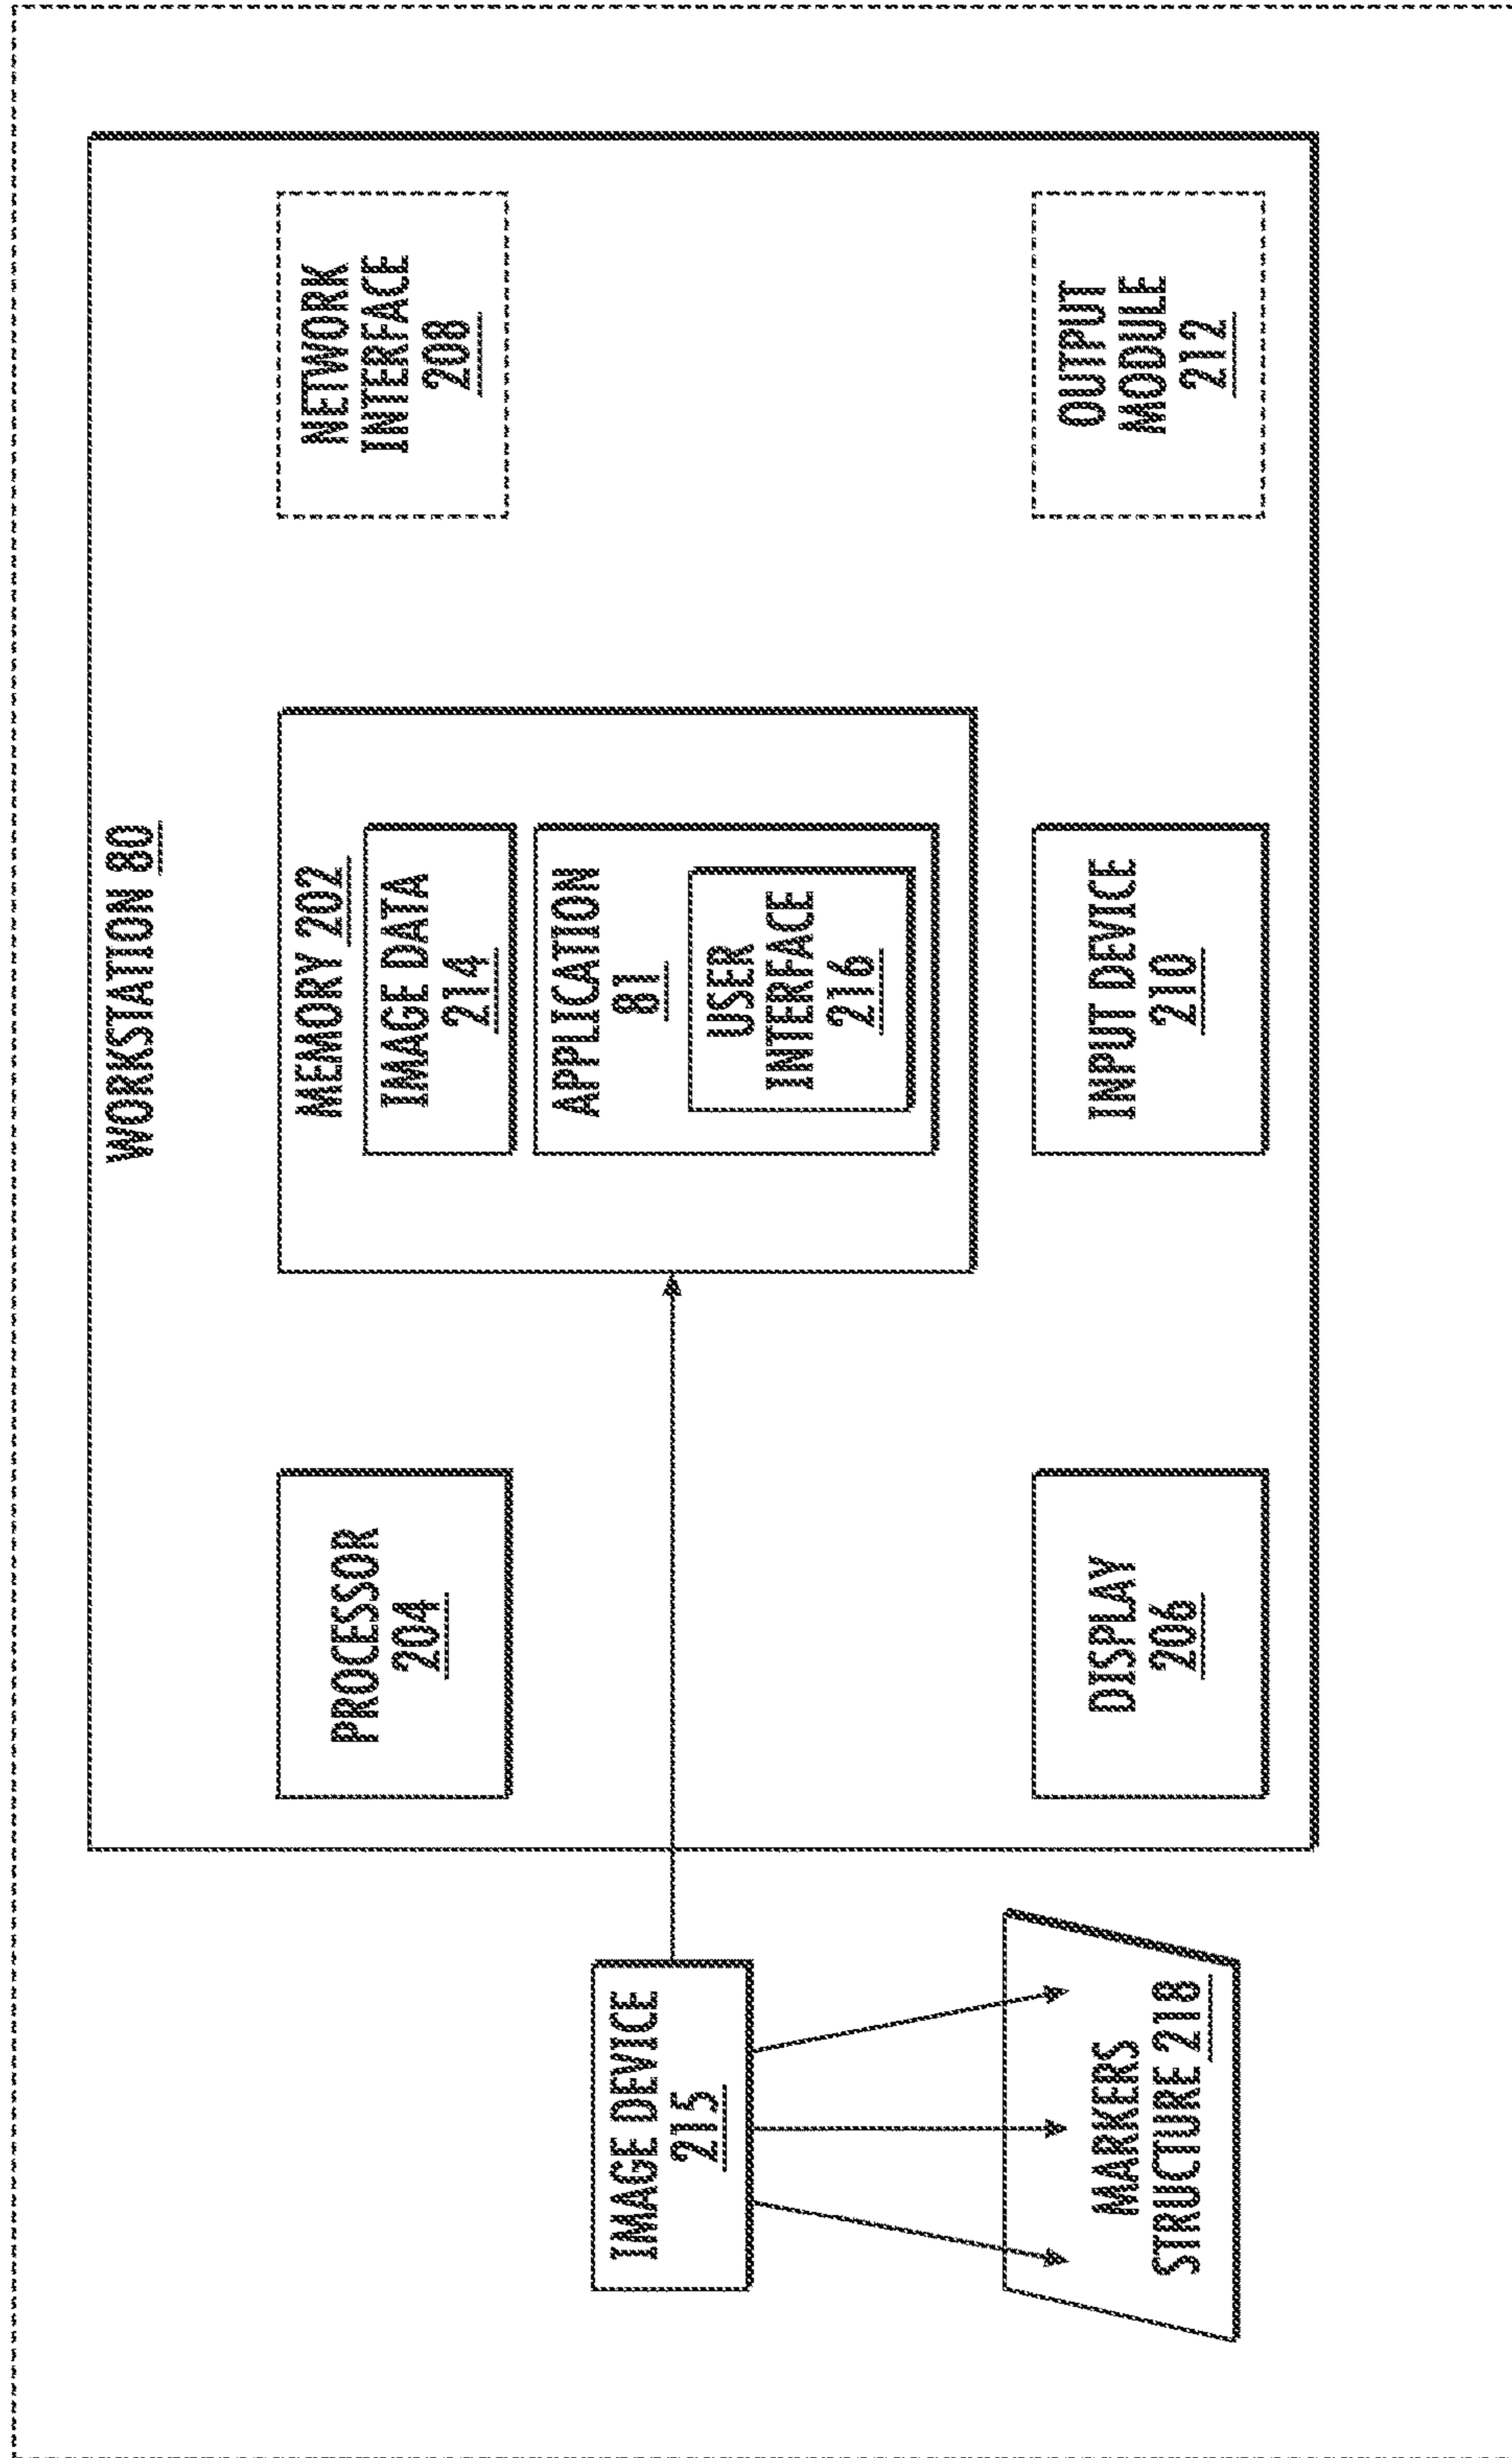 WORKSTATION 80
PROCESSOR
204
MEMORY 202
IMAGE DATA
214
APPLICATION
81
USER
INTERFACE
216
NETWORK
INTERFACE
208
IMAGE DEVICE
215
MARKERS
STRUCTURE 218
DISPLAY
206
INPUT DEVICE
210
OUTPUT
MODULE
212